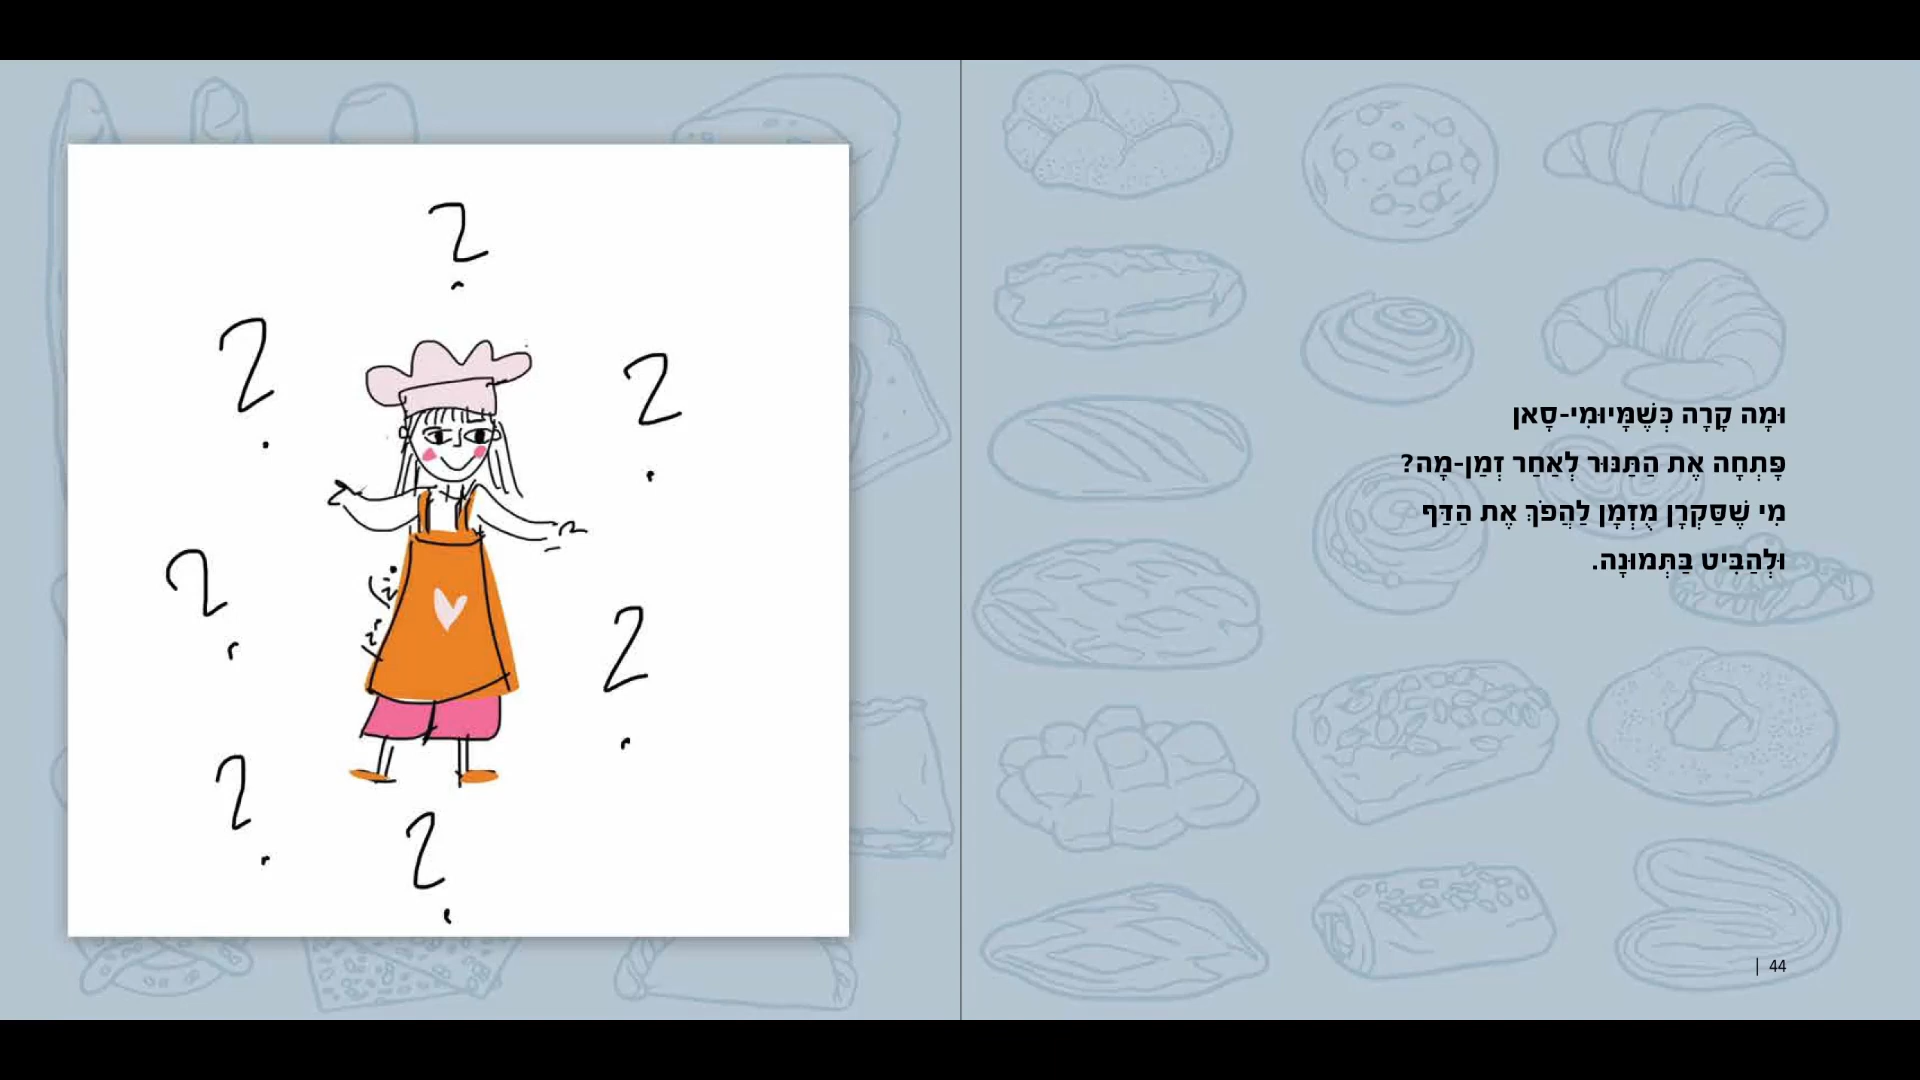 וּמָה קָרָה כְּשֶׁמָּיוּמִי-סָאן
פָּתְחָה אֶת הַתַּנּוּר לְאַחַר זְמַן-מָה?
מִי שֶׁסַּקְרָן מֻזְמָן לַהֲפֹךְ אֶת הַדַּף
וּלְהַבִּיט בַּתְּמוּנָה.
| 44